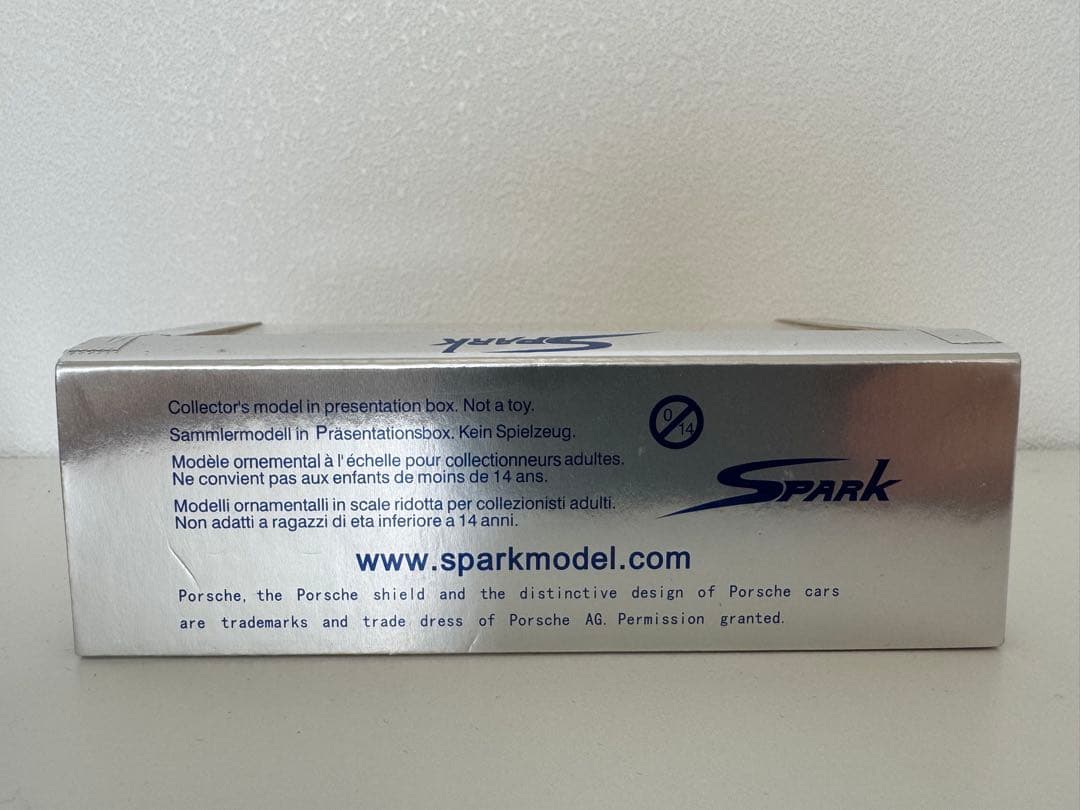 SPARK
Collector's model in presentation box. Not a toy.
0 14
Sammlermodell in Präsentationsbox. Kein Spielzeug.
Modèle ornemental à l'échelle pour collectionneurs adultes.
Ne convient pas aux enfants de moins de 14 ans.
SPARK
Modelli ornamentalli in scale ridotta per collezionisti adulti.
Non adatti a ragazzi di eta inferiore a 14 anni.
www.sparkmodel.com
Porsche, the Porsche shield and the distinctive design of Porsche cars
are trademarks and trade dress of Porsche AG. Permission granted.